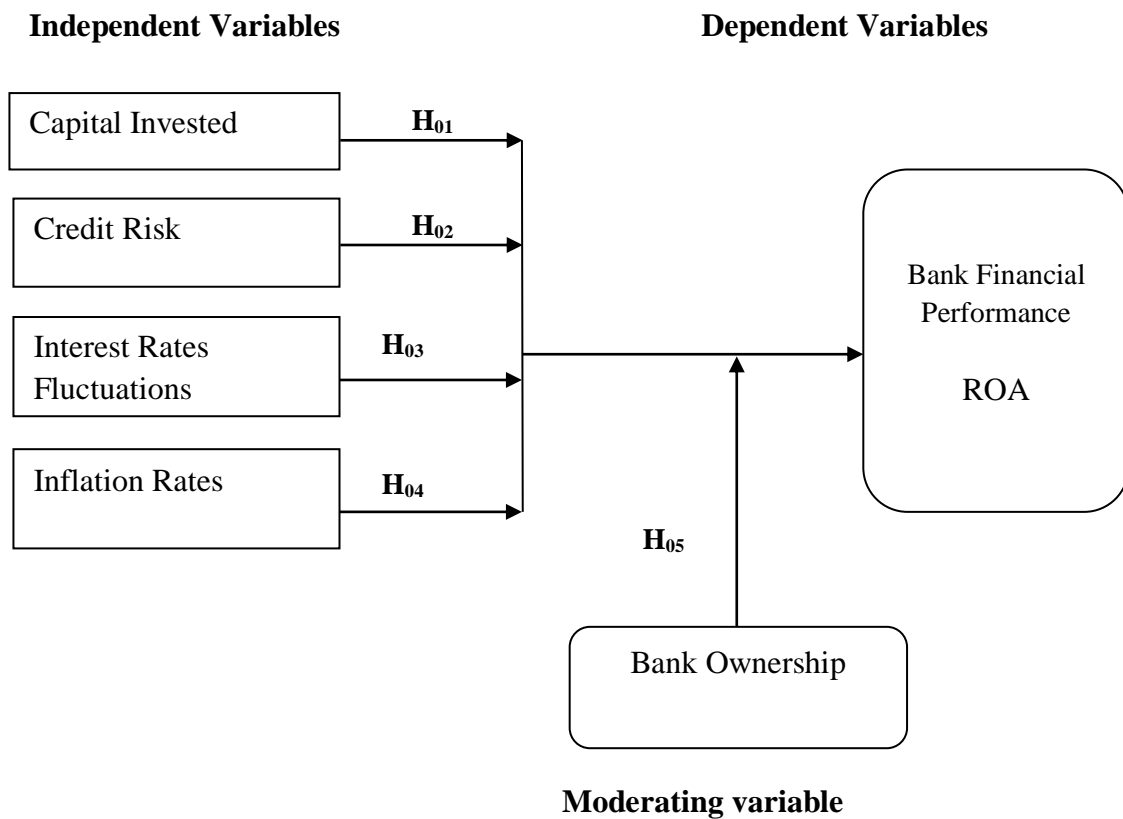 Independent Variables
Dependent Variables
Capital Invested
H01
Credit Risk
H02
Interest Rates
Fluctuations
H03
Inflation Rates
H04
Bank Financial
Performance
ROA
H05
Bank Ownership
Moderating variable